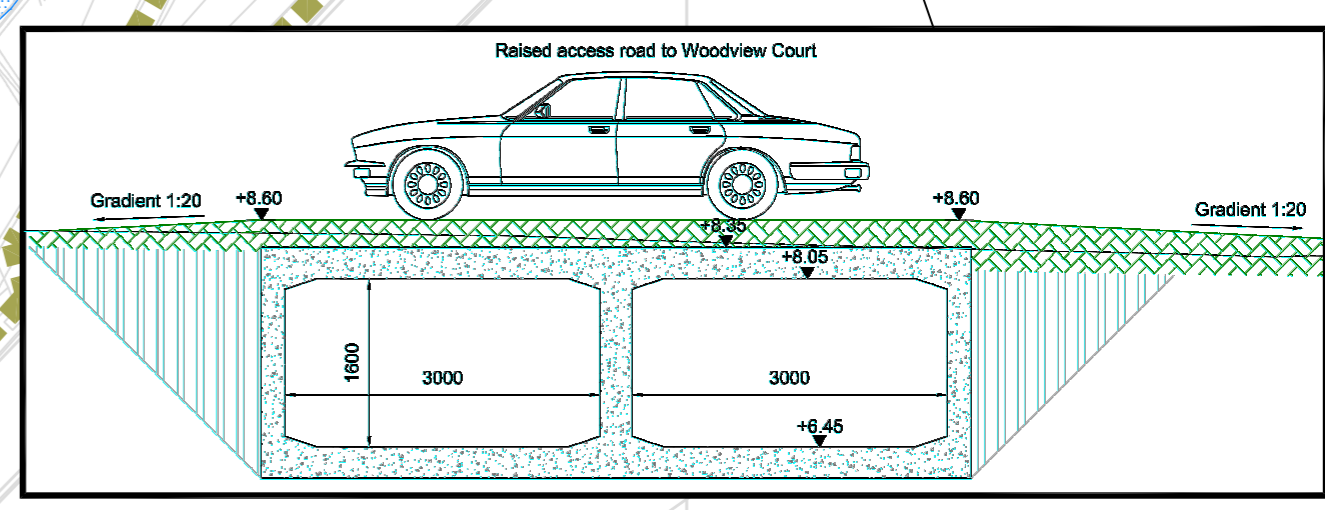 Raised access road to Woodview Court
Gradient 1:20
+8.60
+8.60
Gradient 1:20
+8.35
+8.05
1600
3000
3000
+6.45